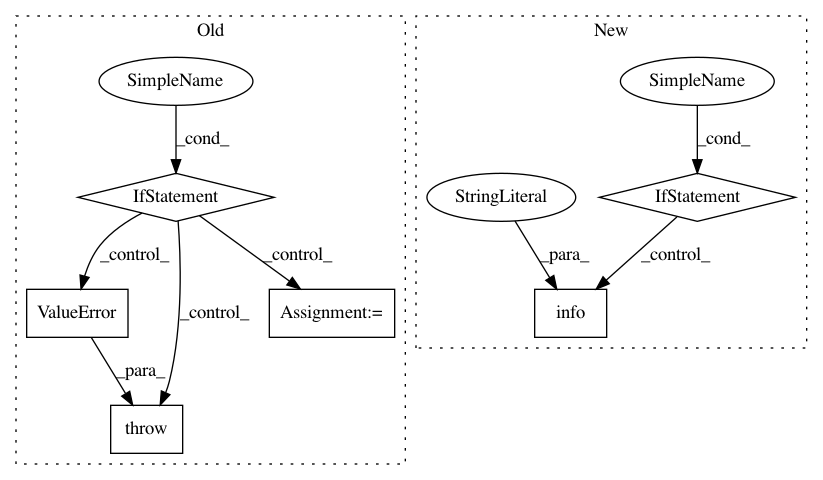 Old
New
SimpleName
SimpleName
_cond_
_cond_
IfStatement
StringLiteral
IfStatement
_control_
_control_
_control_
_para_
_control_
ValueError
Assignment:=
info
_para_
throw